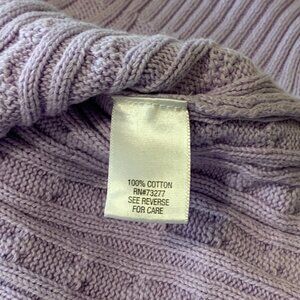 100% COTTON
RN#73277
SEE REVERSE
FOR CARE